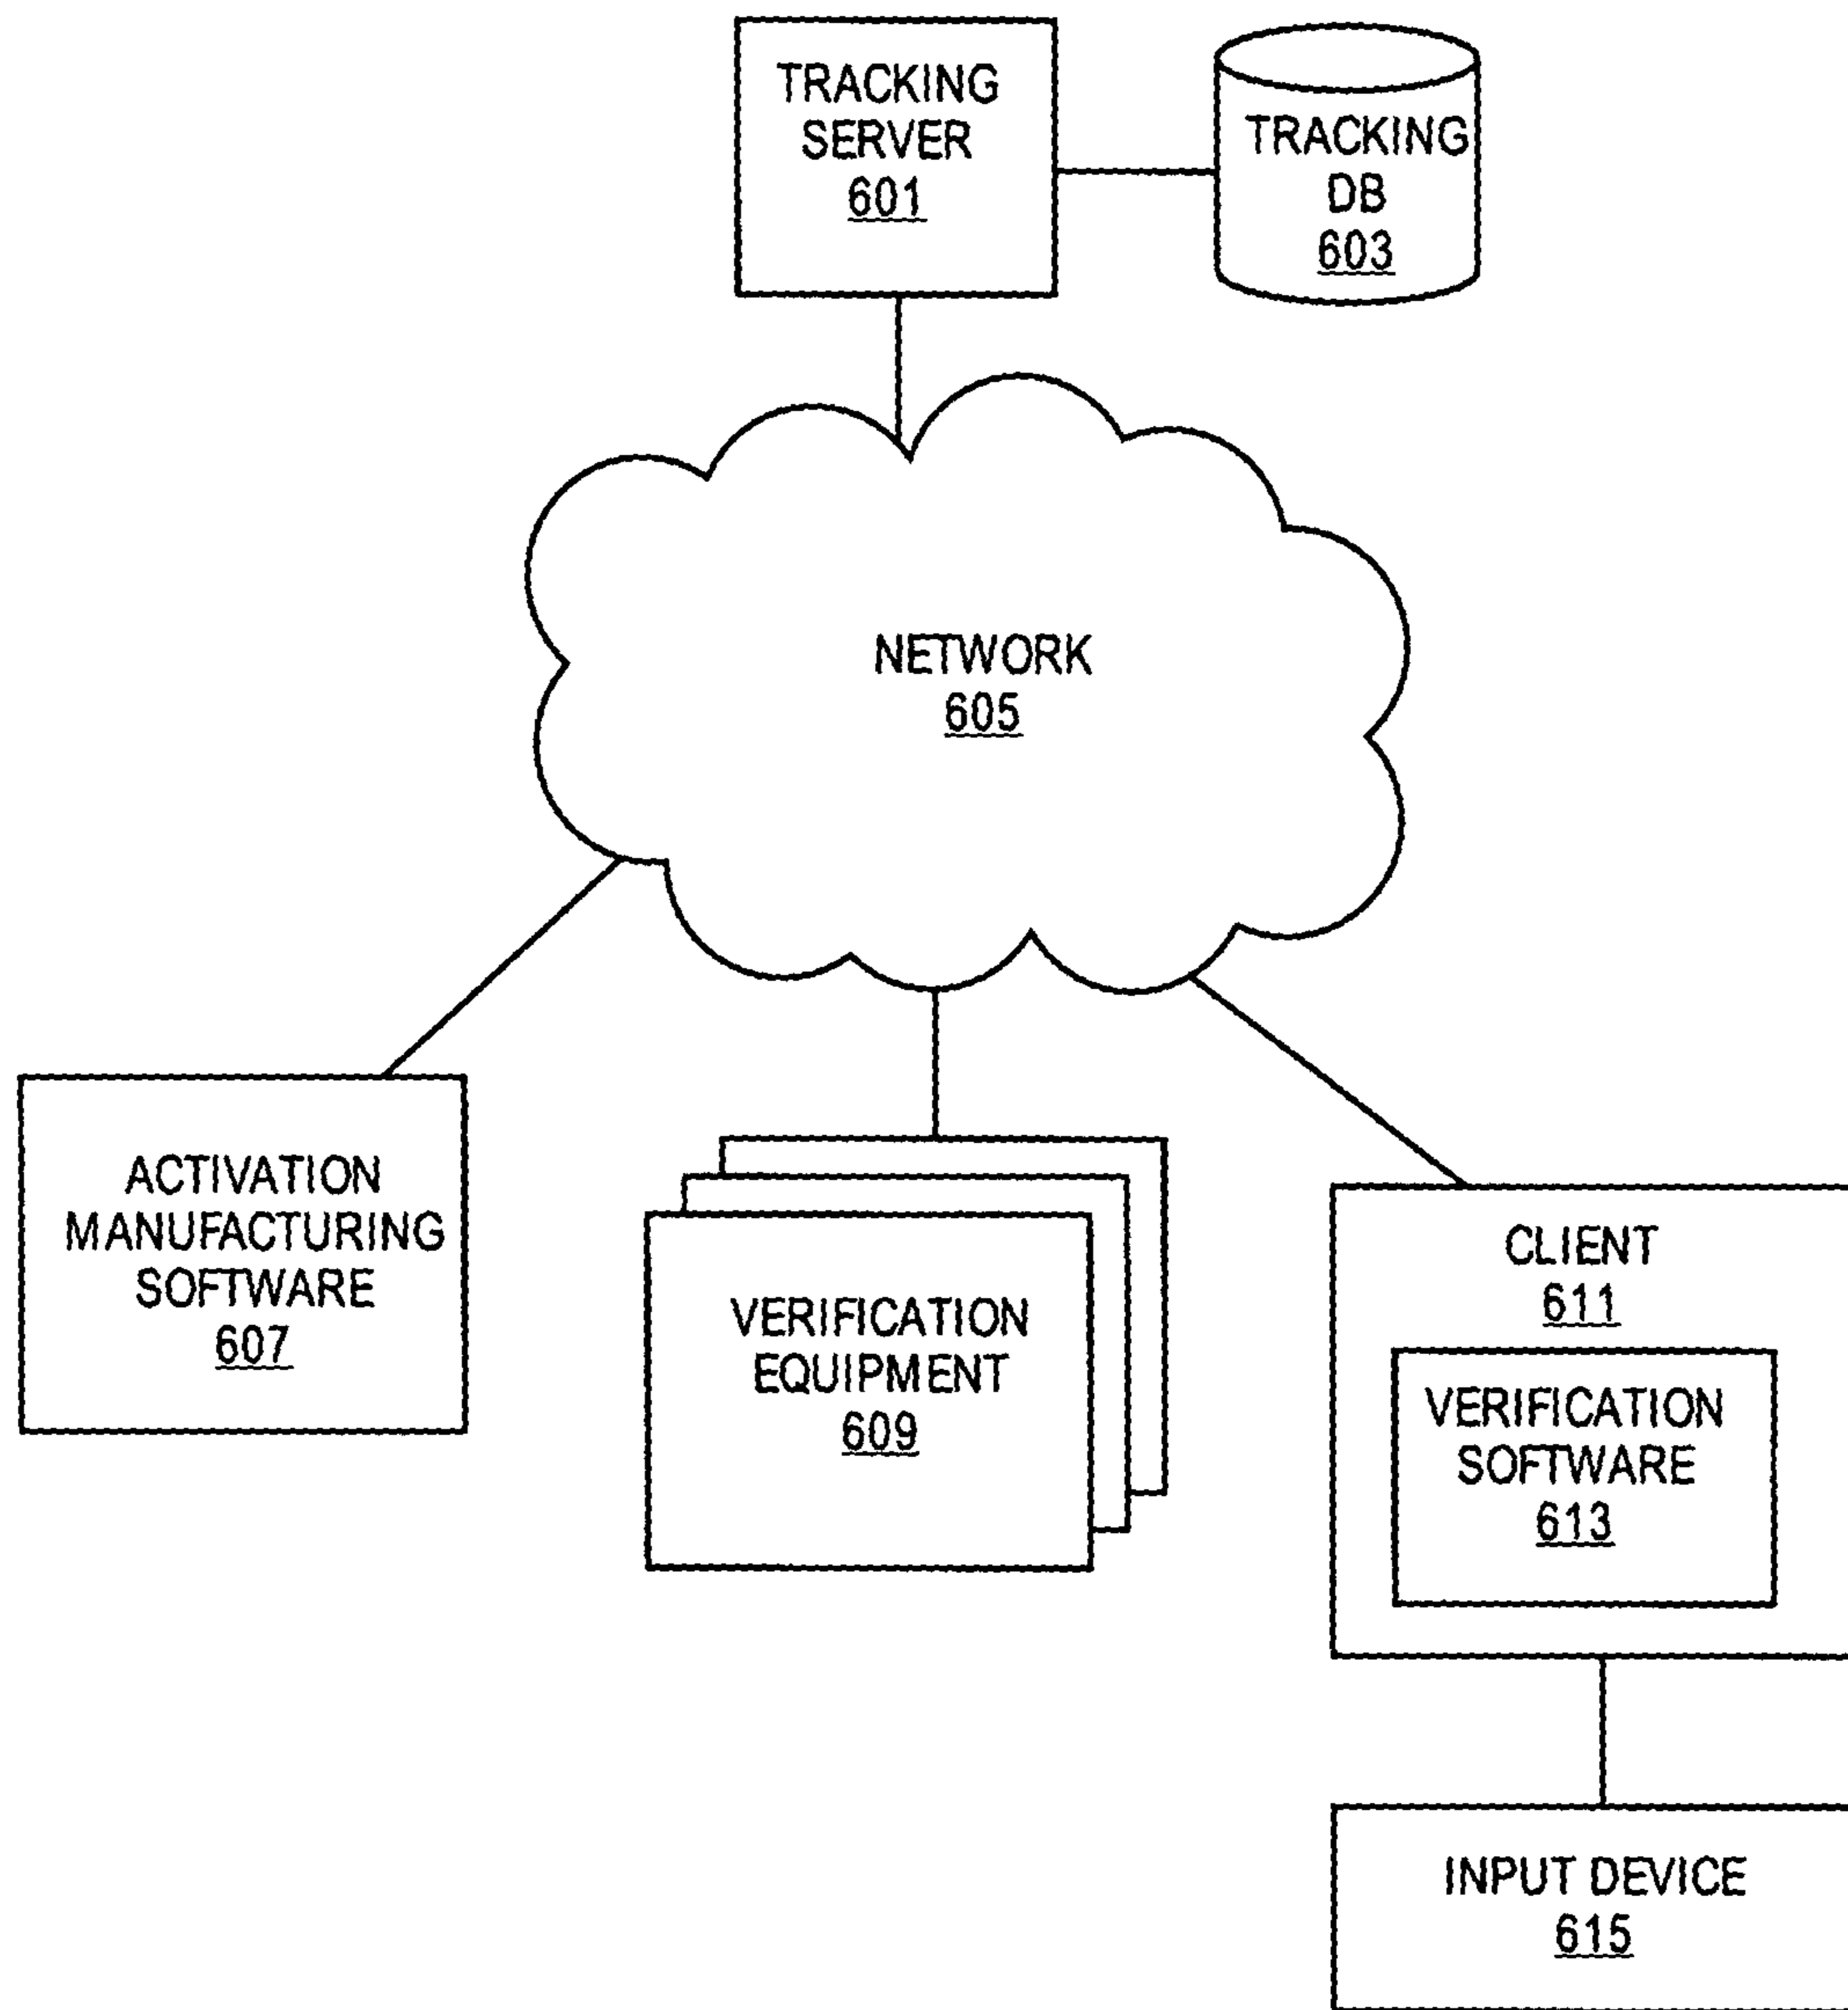 TRACKING
SERVER
601
TRACKING
DB
603
NETWORK
605
ACTIVATION
MANUFACTURING
SOFTWARE
607
VERIFICATION
EQUIPMENT
609
CLIENT
611
VERIFICATION
SOFTWARE
613
INPUT DEVICE
615